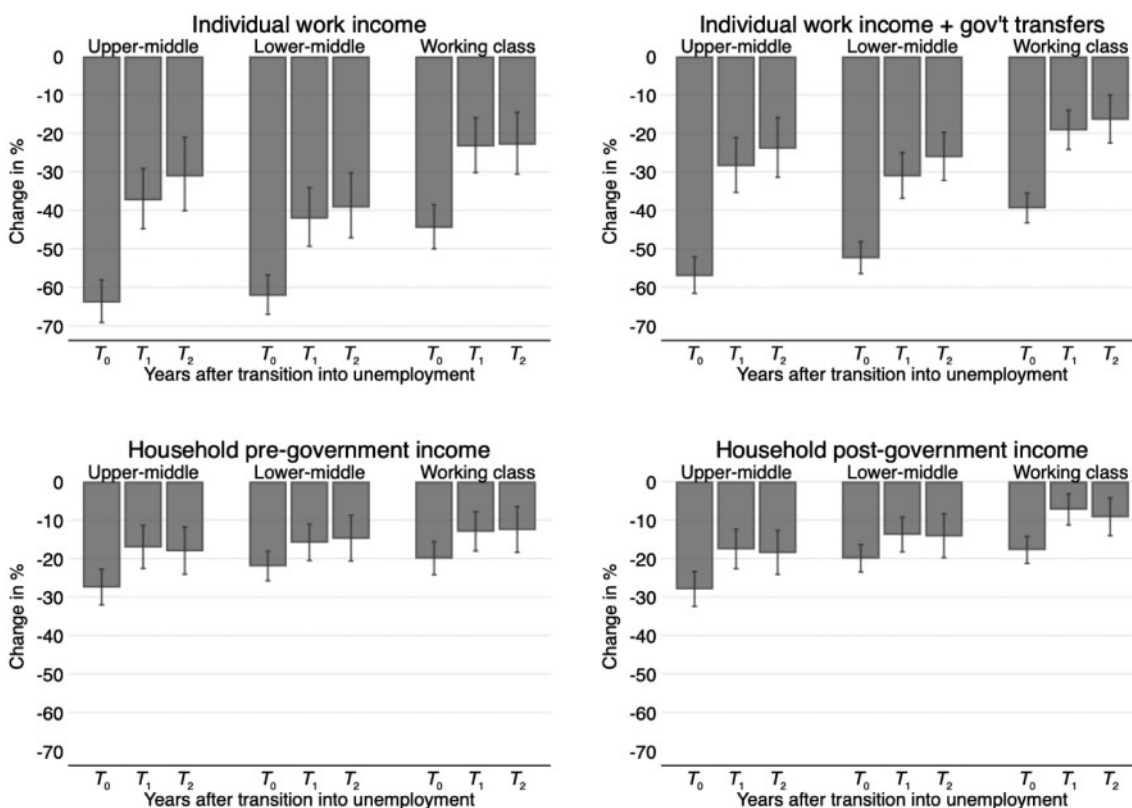 Individual work income
Upper-middle Lower-middle Working class
0
-10
-20
-30
-40
-50
-60
-70
Change in %
T0 T1 T2 T0 T1 T2 T0 T1 T2
Years after transition into unemployment
Individual work income + gov't transfers
Upper-middle Lower-middle Working class
0
-10
-20
-30
-40
-50
-60
-70
Change in %
T0 T1 T2 T0 T1 T2 T0 T1 T2
Years after transition into unemployment
Household pre-government income
Upper-middle Lower-middle Working class
0
-10
-20
-30
-40
-50
-60
-70
Change in %
T0 T1 T2 T0 T1 T2 T0 T1 T2
Years after transition into unemployment
Household post-government income
Upper-middle Lower-middle Working class
0
-10
-20
-30
-40
-50
-60
-70
Change in %
T0 T1 T2 T0 T1 T2 T0 T1 T2
Years after transition into unemployment